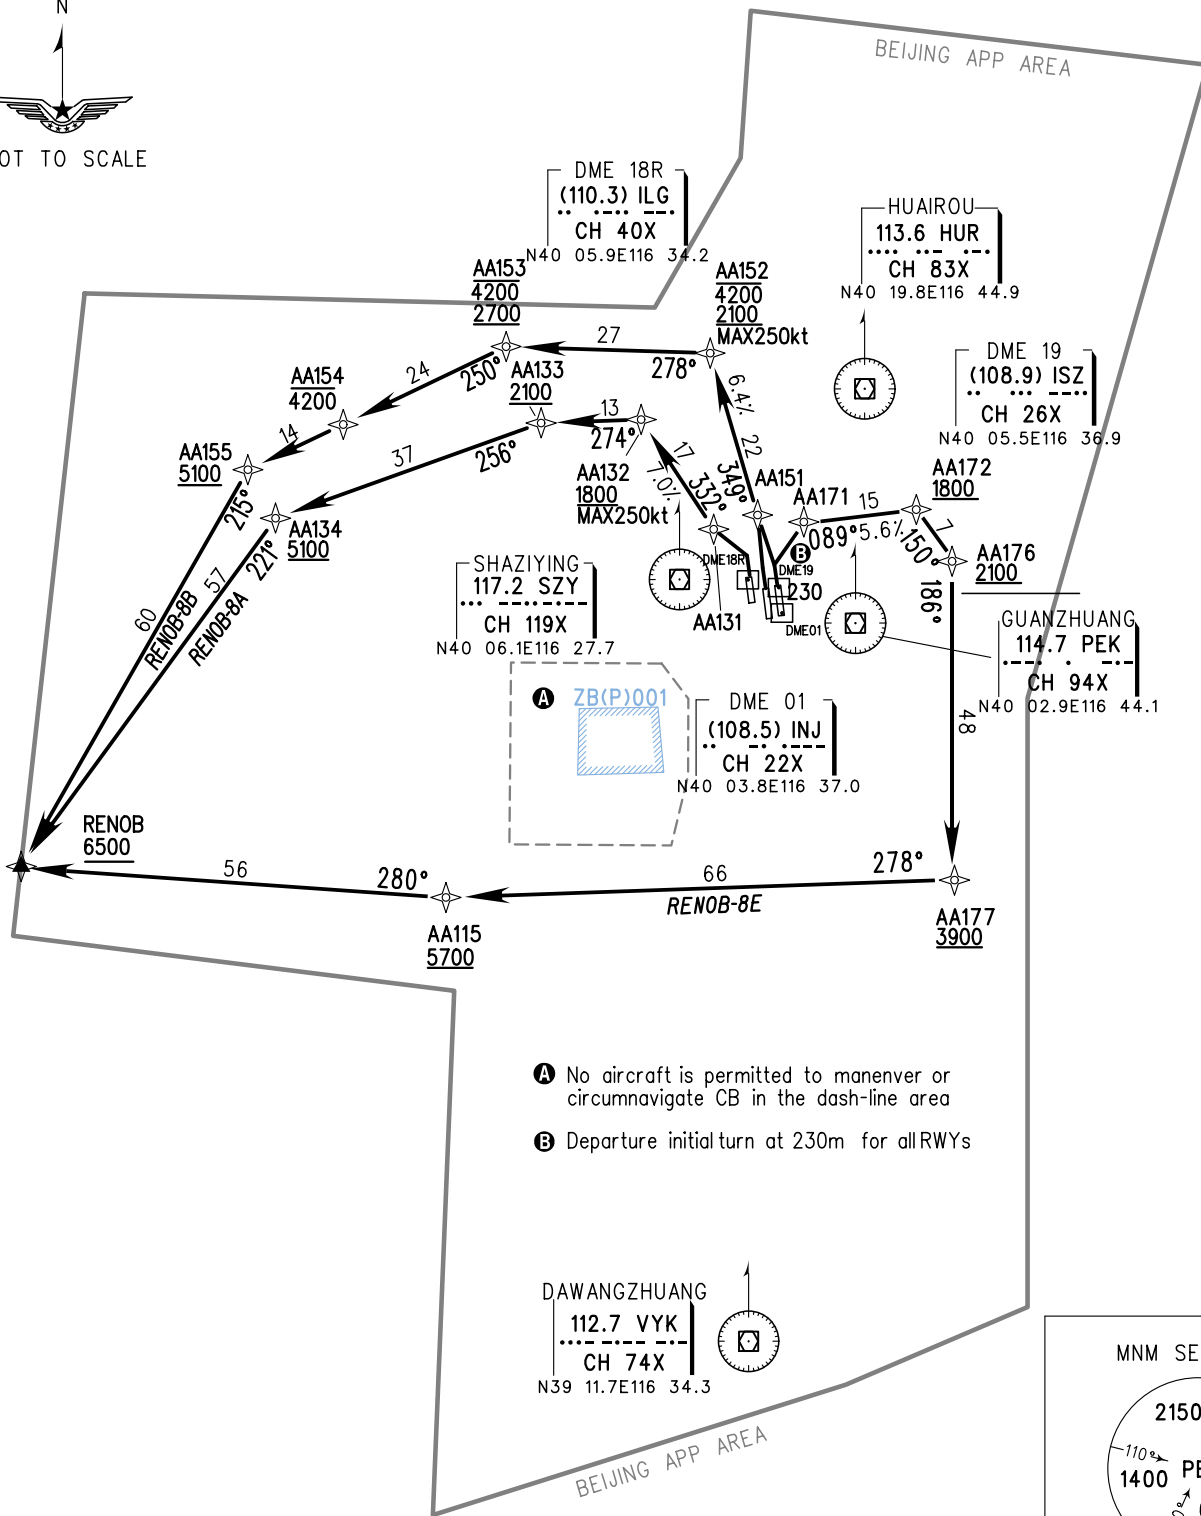 N
OT TO SCALE
BEIJING APP AREA
DME 18R
(110.3) ILG
CH 40X
N40 05.9E116 34.2
HUAIROU
113.6 HUR
CH 83X
N40 19.8E116 44.9
AA153
4200
2700
AA152
4200
2100
MAX250kt
27
278°
24
250°
AA154
4200
AA133
2100
DME 19
(108.9) ISZ
CH 26X
N40 05.5E116 36.9
6.4%
22
349°
14
13
274°
37
256°
AA155
5100
215°
AA132
1800
MAX250kt
17
7.0%
332°
AA151
AA171
15
089°
5.6%
AA172
1800
7
150°
AA134
5100
221°
B
DME18R
DME19
230
DME01
AA131
AA176
2100
186°
SHAZIYING
117.2 SZY
CH 119X
N40 06.1E116 27.7
GUANZHUANG
114.7 PEK
CH 94X
N40 02.9E116 44.1
60
57
RENOB-8B
RENOB-8A
A ZB(P)001
DME 01
(108.5) INJ
CH 22X
N40 03.8E116 37.0
48
RENOB
6500
56
280°
66
278°
RENOB-8E
AA115
5700
AA177
3900
A No aircraft is permitted to manenver or
circumnavigate CB in the dash-line area
B Departure initial turn at 230m for all RWYs
DAWANGZHUANG
112.7 VYK
CH 74X
N39 11.7E116 34.3
BEIJING APP AREA
MNM SE
2150
110°
1400 PE